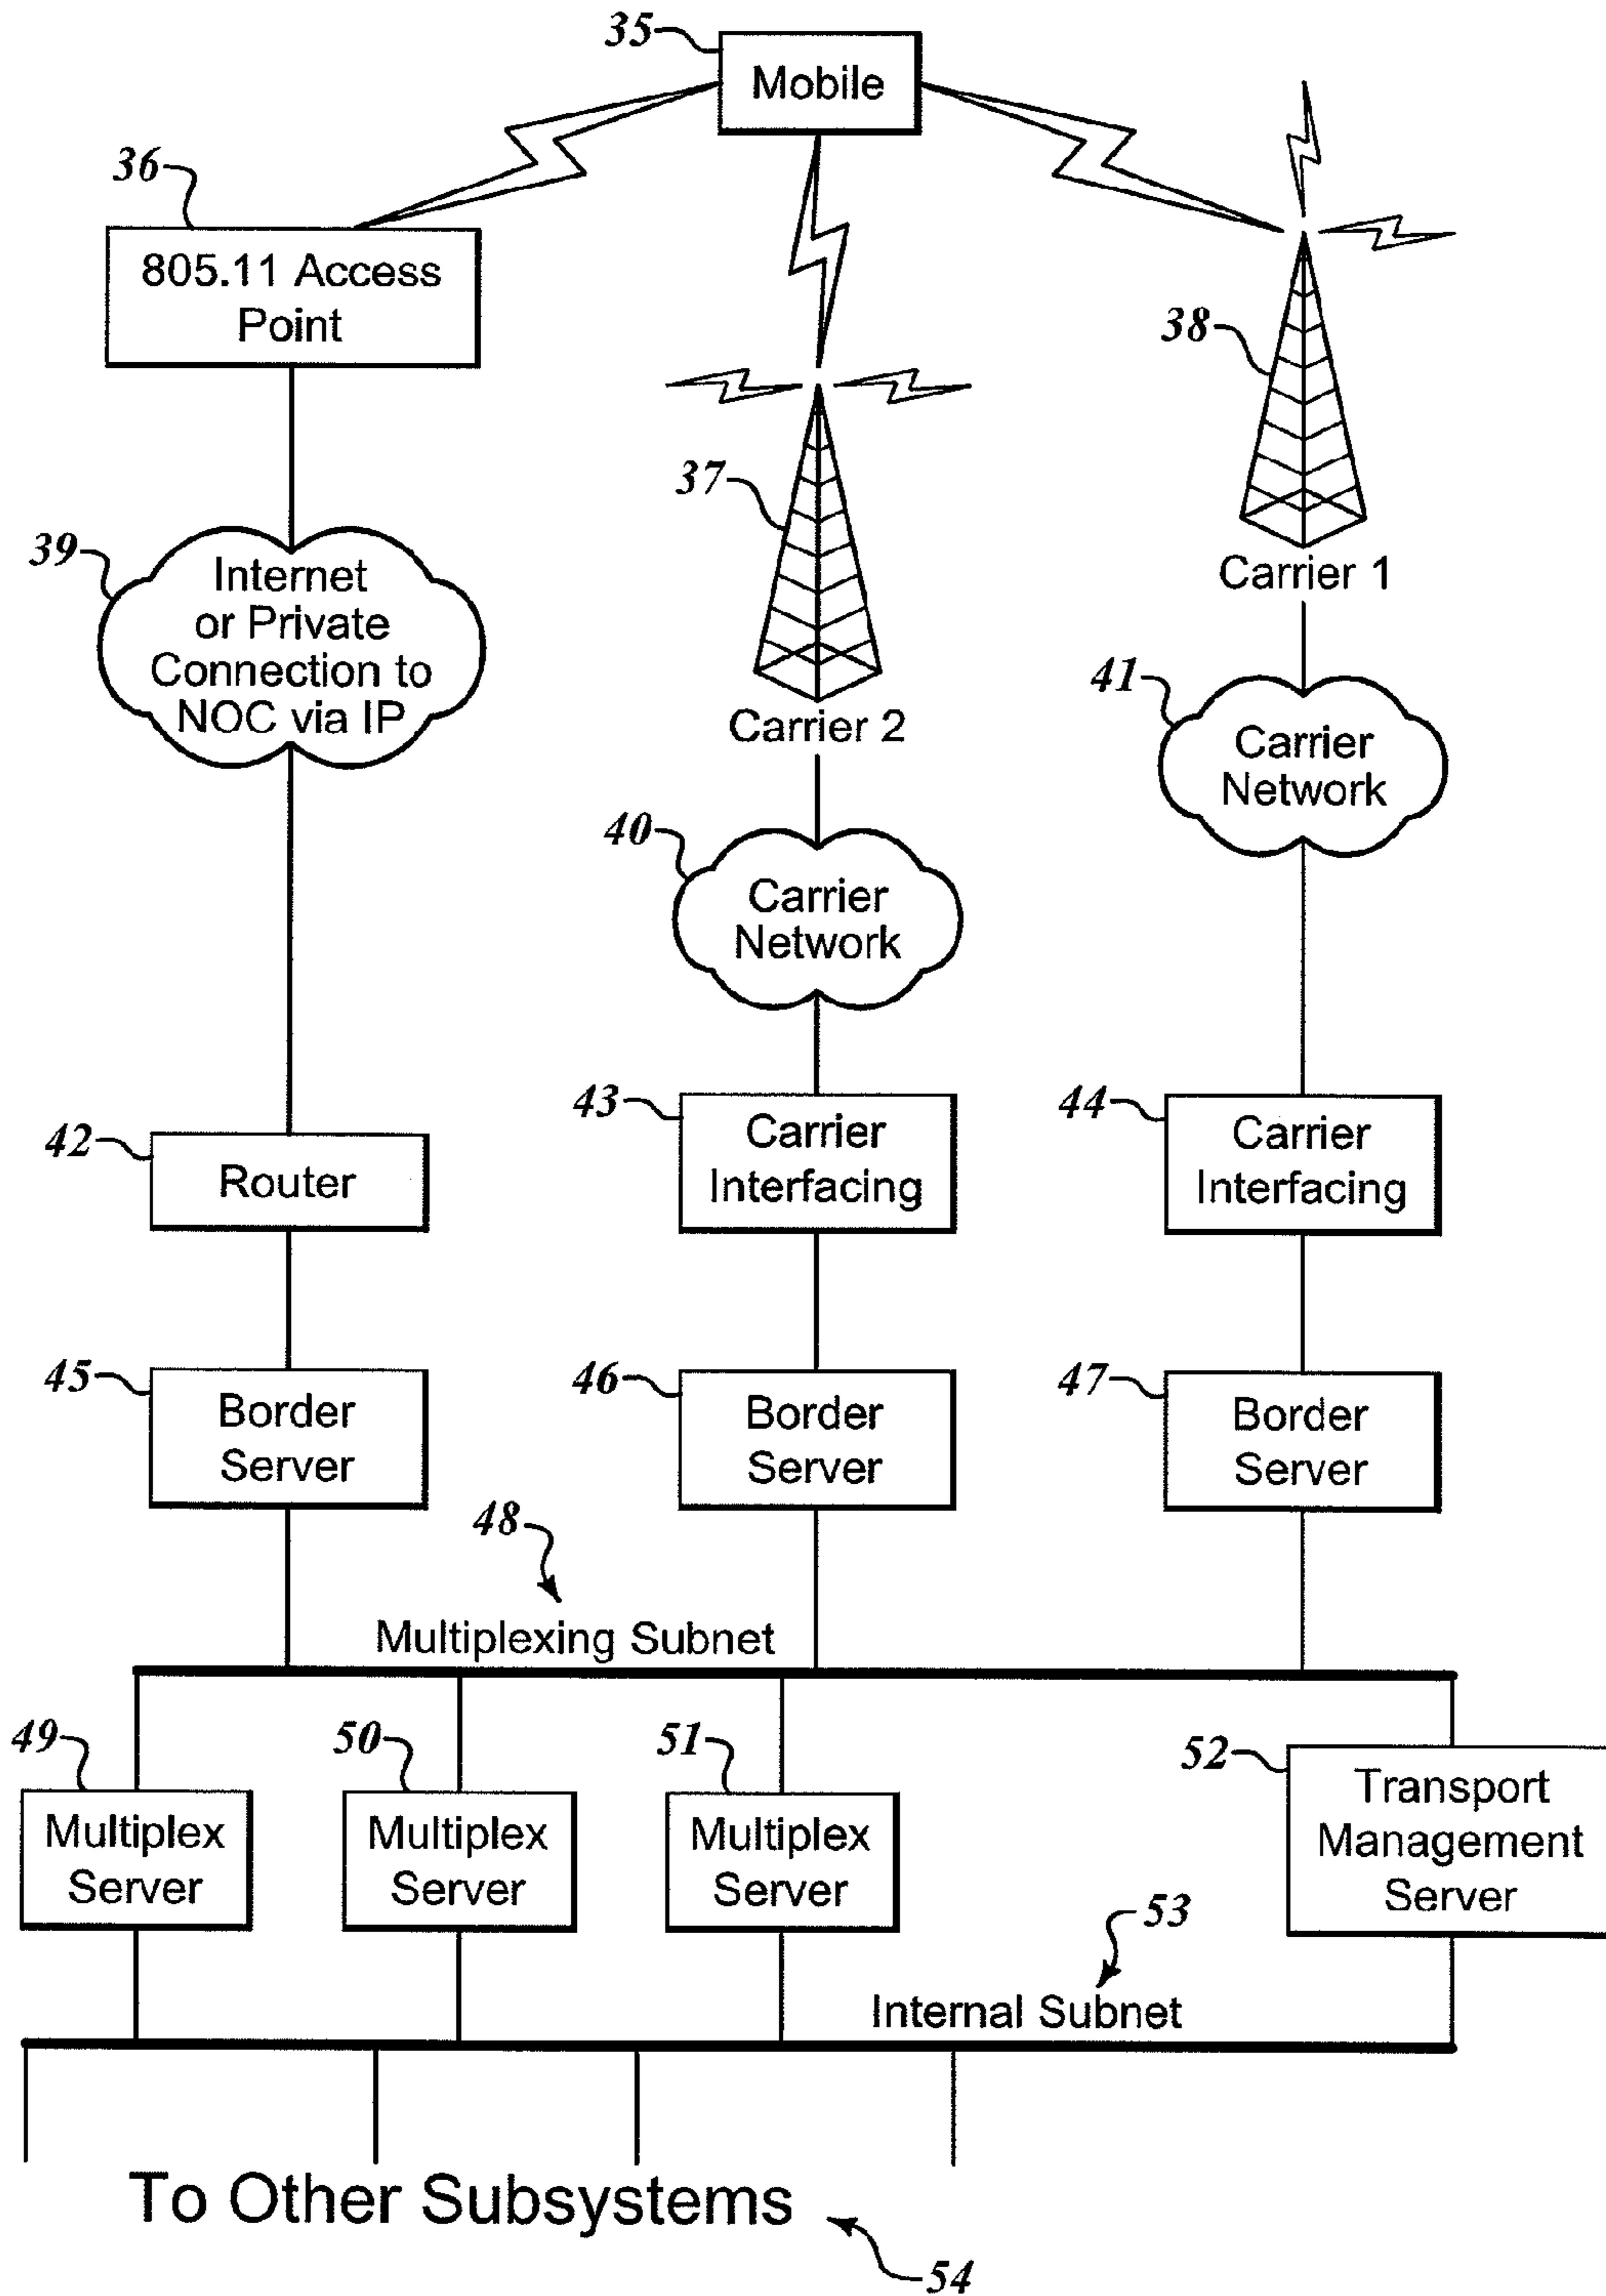 35
Mobile
36
805.11 Access
Point
38
37
39
Internet
or Private
Connection to
NOC via IP
Carrier 1
41
Carrier 2
Carrier
Network
40
Carrier
Network
43
Carrier
Interfacing
44
Carrier
Interfacing
42
Router
45
Border
Server
46
Border
Server
47
Border
Server
48
Multiplexing Subnet
49
Multiplex
Server
50
Multiplex
Server
51
Multiplex
Server
52
Transport
Management
Server
53
Internal Subnet
To Other Subsystems
54